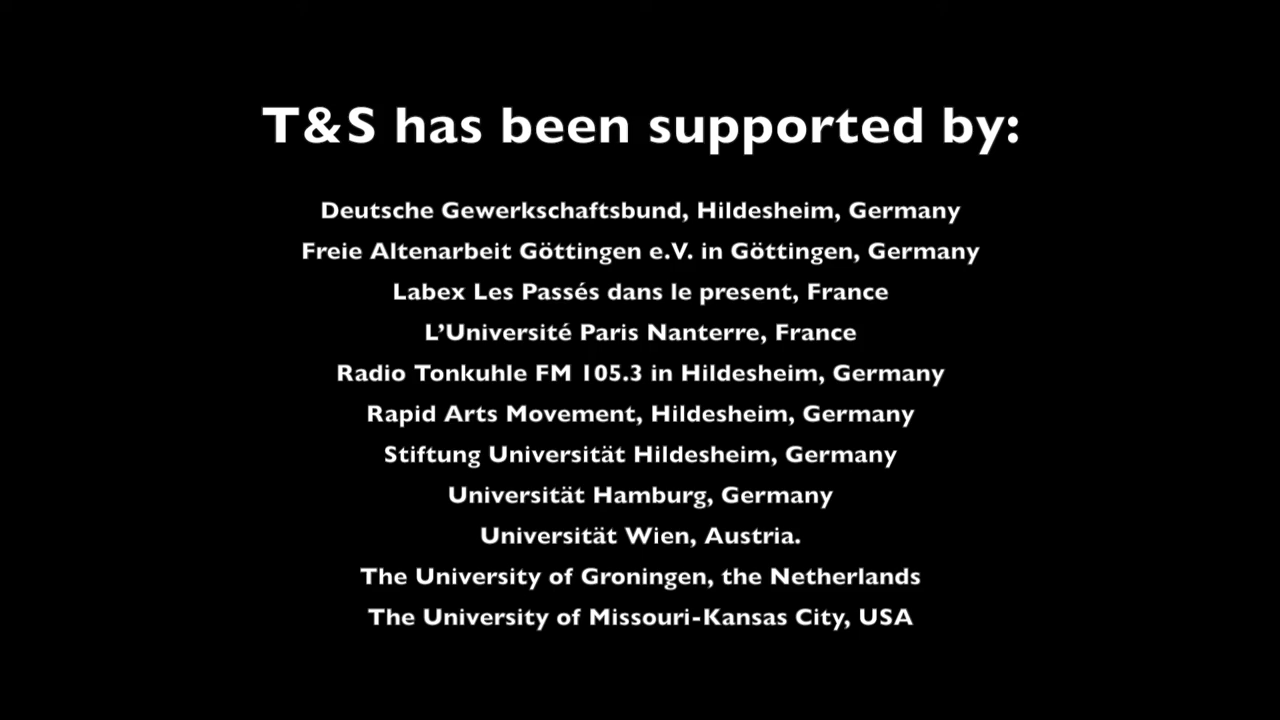 T&S has been supported by:
Deutsche Gewerkschaftsbund, Hildesheim, Germany
Freie Altenarbeit Göttingen e.V. in Göttingen, Germany
Labex Les Passés dans le present, France
L’Université Paris Nanterre, France
Radio Tonkuhle FM 105.3 in Hildesheim, Germany
Rapid Arts Movement, Hildesheim, Germany
Stiftung Universität Hildesheim, Germany
Universität Hamburg, Germany
Universität Wien, Austria.
The University of Groningen, the Netherlands
The University of Missouri-Kansas City, USA